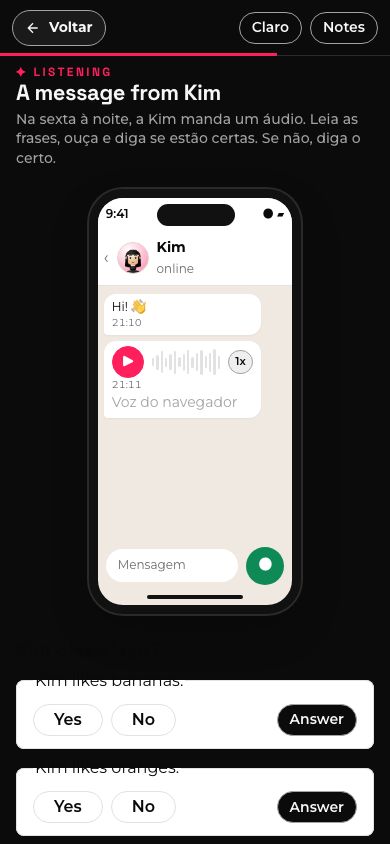 ← Voltar
Claro
Notes
✦ LISTENING
A message from Kim
Na sexta à noite, a Kim manda um áudio. Leia as
frases, ouça e diga se estão certas. Se não, diga o
certo.
9:41
Kim
online
Hi! 👋
21:10
1x
21:11
Voz do navegador
Mensagem
Kim likes bananas.
Yes
No
Answer
Kim likes oranges.
Yes
No
Answer